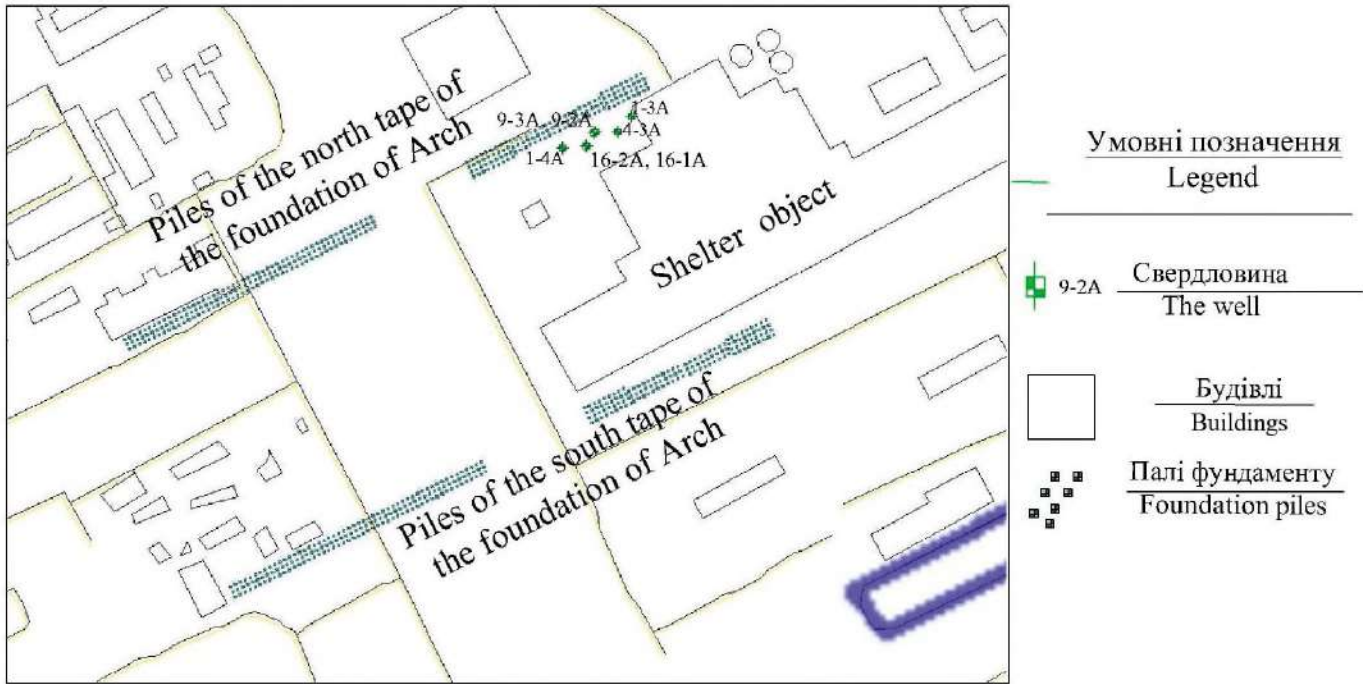 Piles of the north tape of
the foundation of Arch
9-3A, 9-2A
1-3A
4-3A
1-4A
16-2A, 16-1A
Shelter object
Piles of the south tape of
the foundation of Arch
Умовні позначення
Legend
9-2A
Свердловина
The well
Будівлі
Buildings
Палі фундаменту
Foundation piles